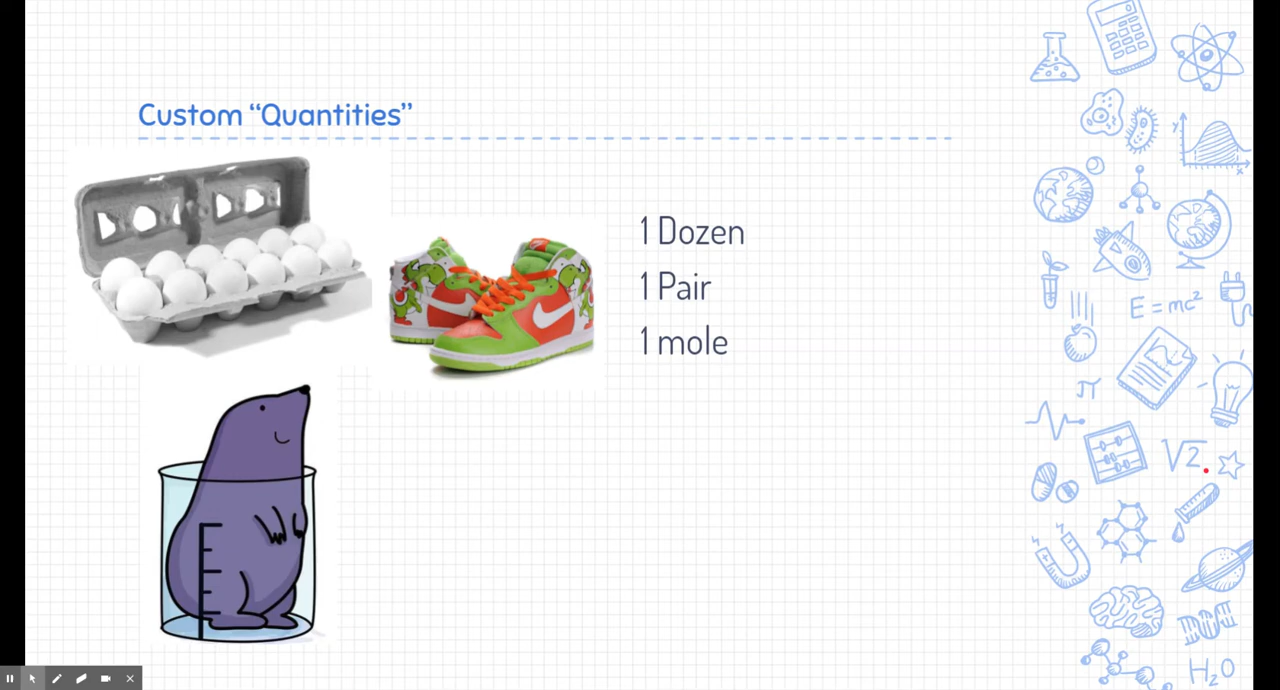 Custom “Quantities”
1 Dozen
1 Pair
1 mole
y
x
E = mc²
π
√2
H₂O